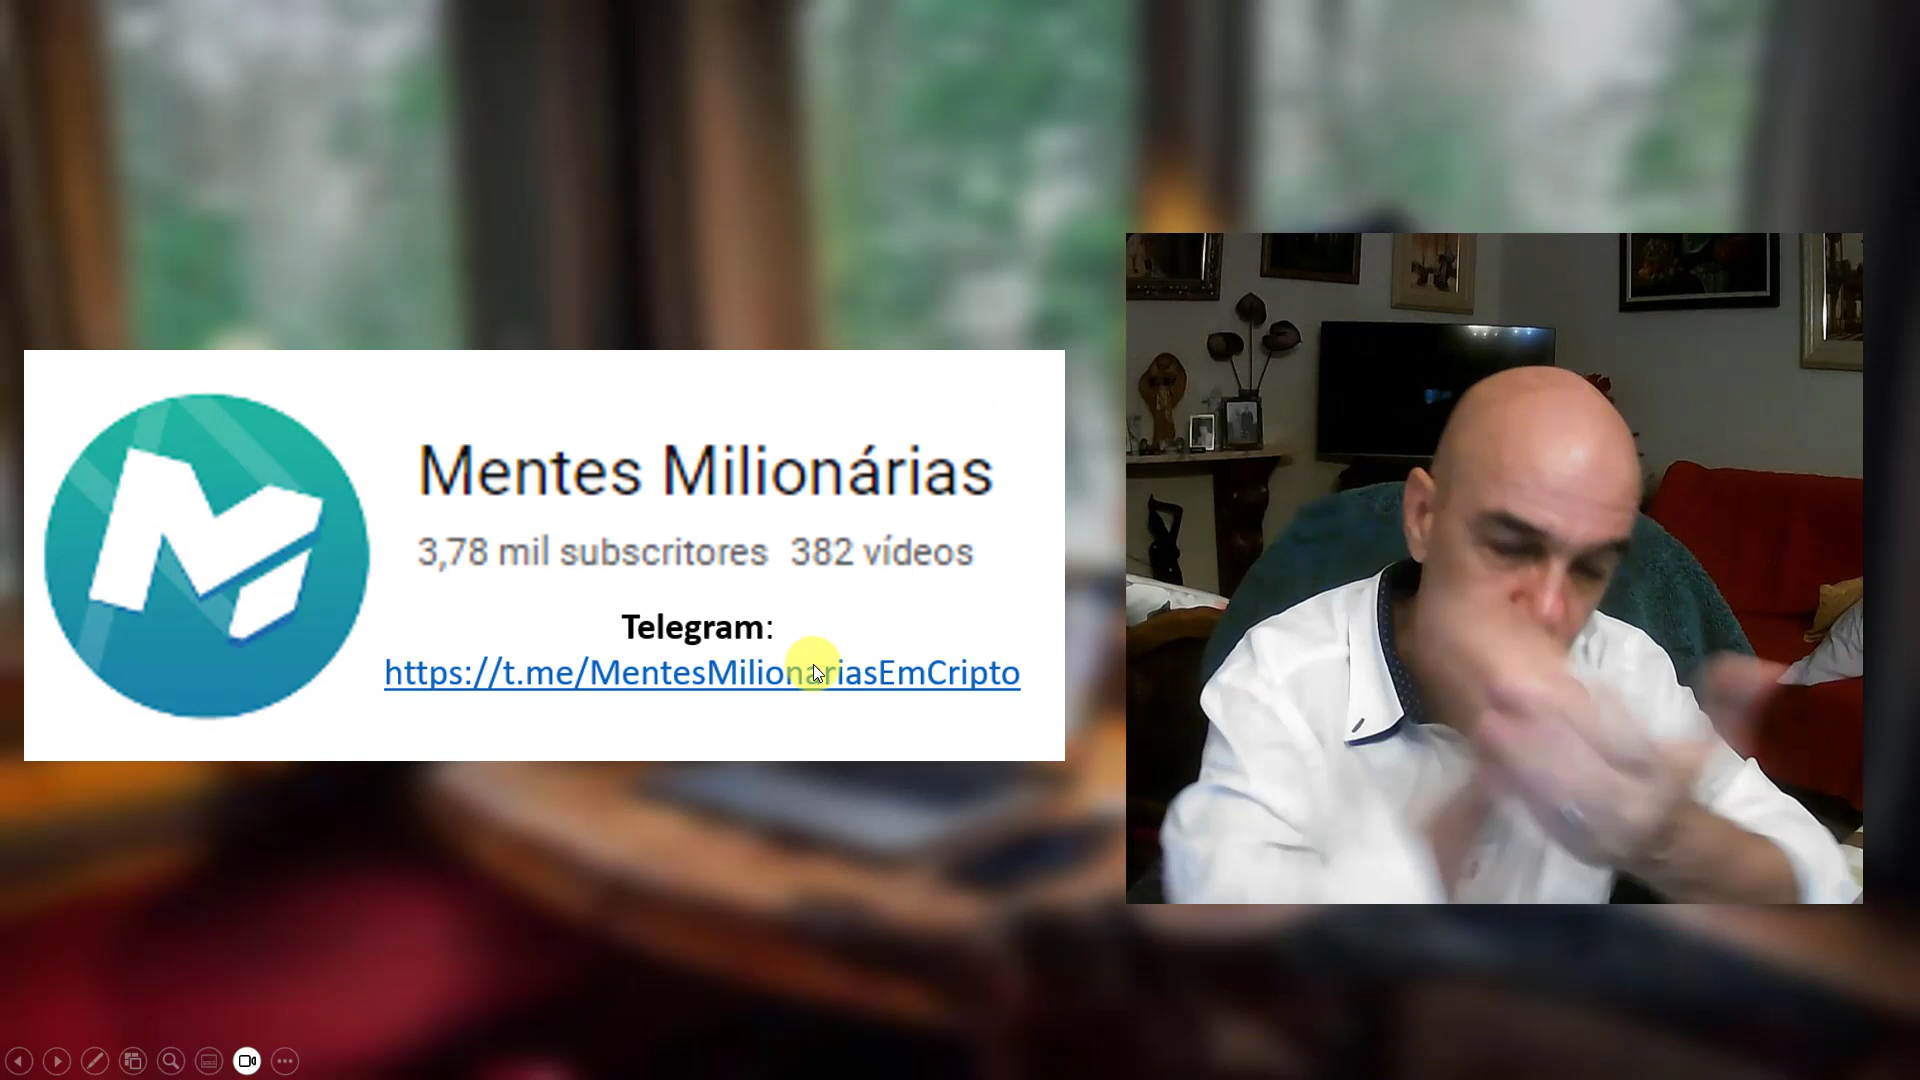 Mentes Milionárias
3,78 mil subscritores 382 vídeos
Telegram:
https://t.me/MentesMilionariasEmCripto